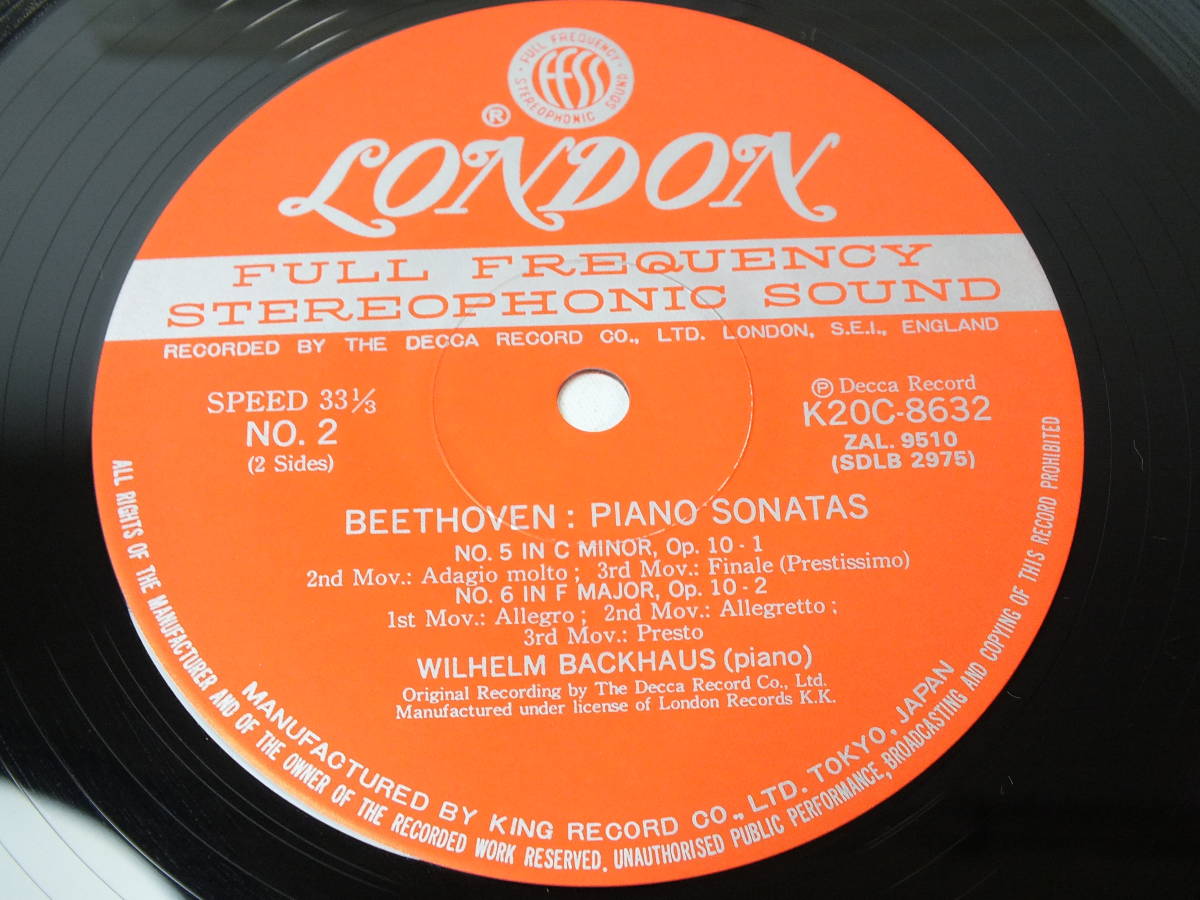 FULL FREQUENCY
ffss
STEREOPHONIC SOUND
®
LONDON
FULL FREQUENCY
STEREOPHONIC SOUND
RECORDED BY THE DECCA RECORD CO., LTD. LONDON, S.E.I., ENGLAND
SPEED 33⅓
NO. 2
(2 Sides)
Ⓟ Decca Record
K20C-8632
ZAL. 9510
(SDLB 2975)
BEETHOVEN : PIANO SONATAS
NO. 5 IN C MINOR, Op. 10 - 1
2nd Mov.: Adagio molto ; 3rd Mov.: Finale (Prestissimo)
NO. 6 IN F MAJOR, Op. 10 - 2
1st Mov.: Allegro ; 2nd Mov.: Allegretto ;
3rd Mov.: Presto
WILHELM BACKHAUS (piano)
Original Recording by The Decca Record Co., Ltd.
Manufactured under license of London Records K.K.
MANUFACTURED BY KING RECORD CO., LTD. TOKYO, JAPAN
ALL RIGHTS OF THE MANUFACTURER AND OF THE OWNER OF THE RECORDED WORK RESERVED. UNAUTHORISED PUBLIC PERFORMANCE, BROADCASTING AND COPYING OF THIS RECORD PROHIBITED